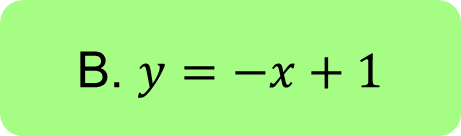 B. y = −x + 1